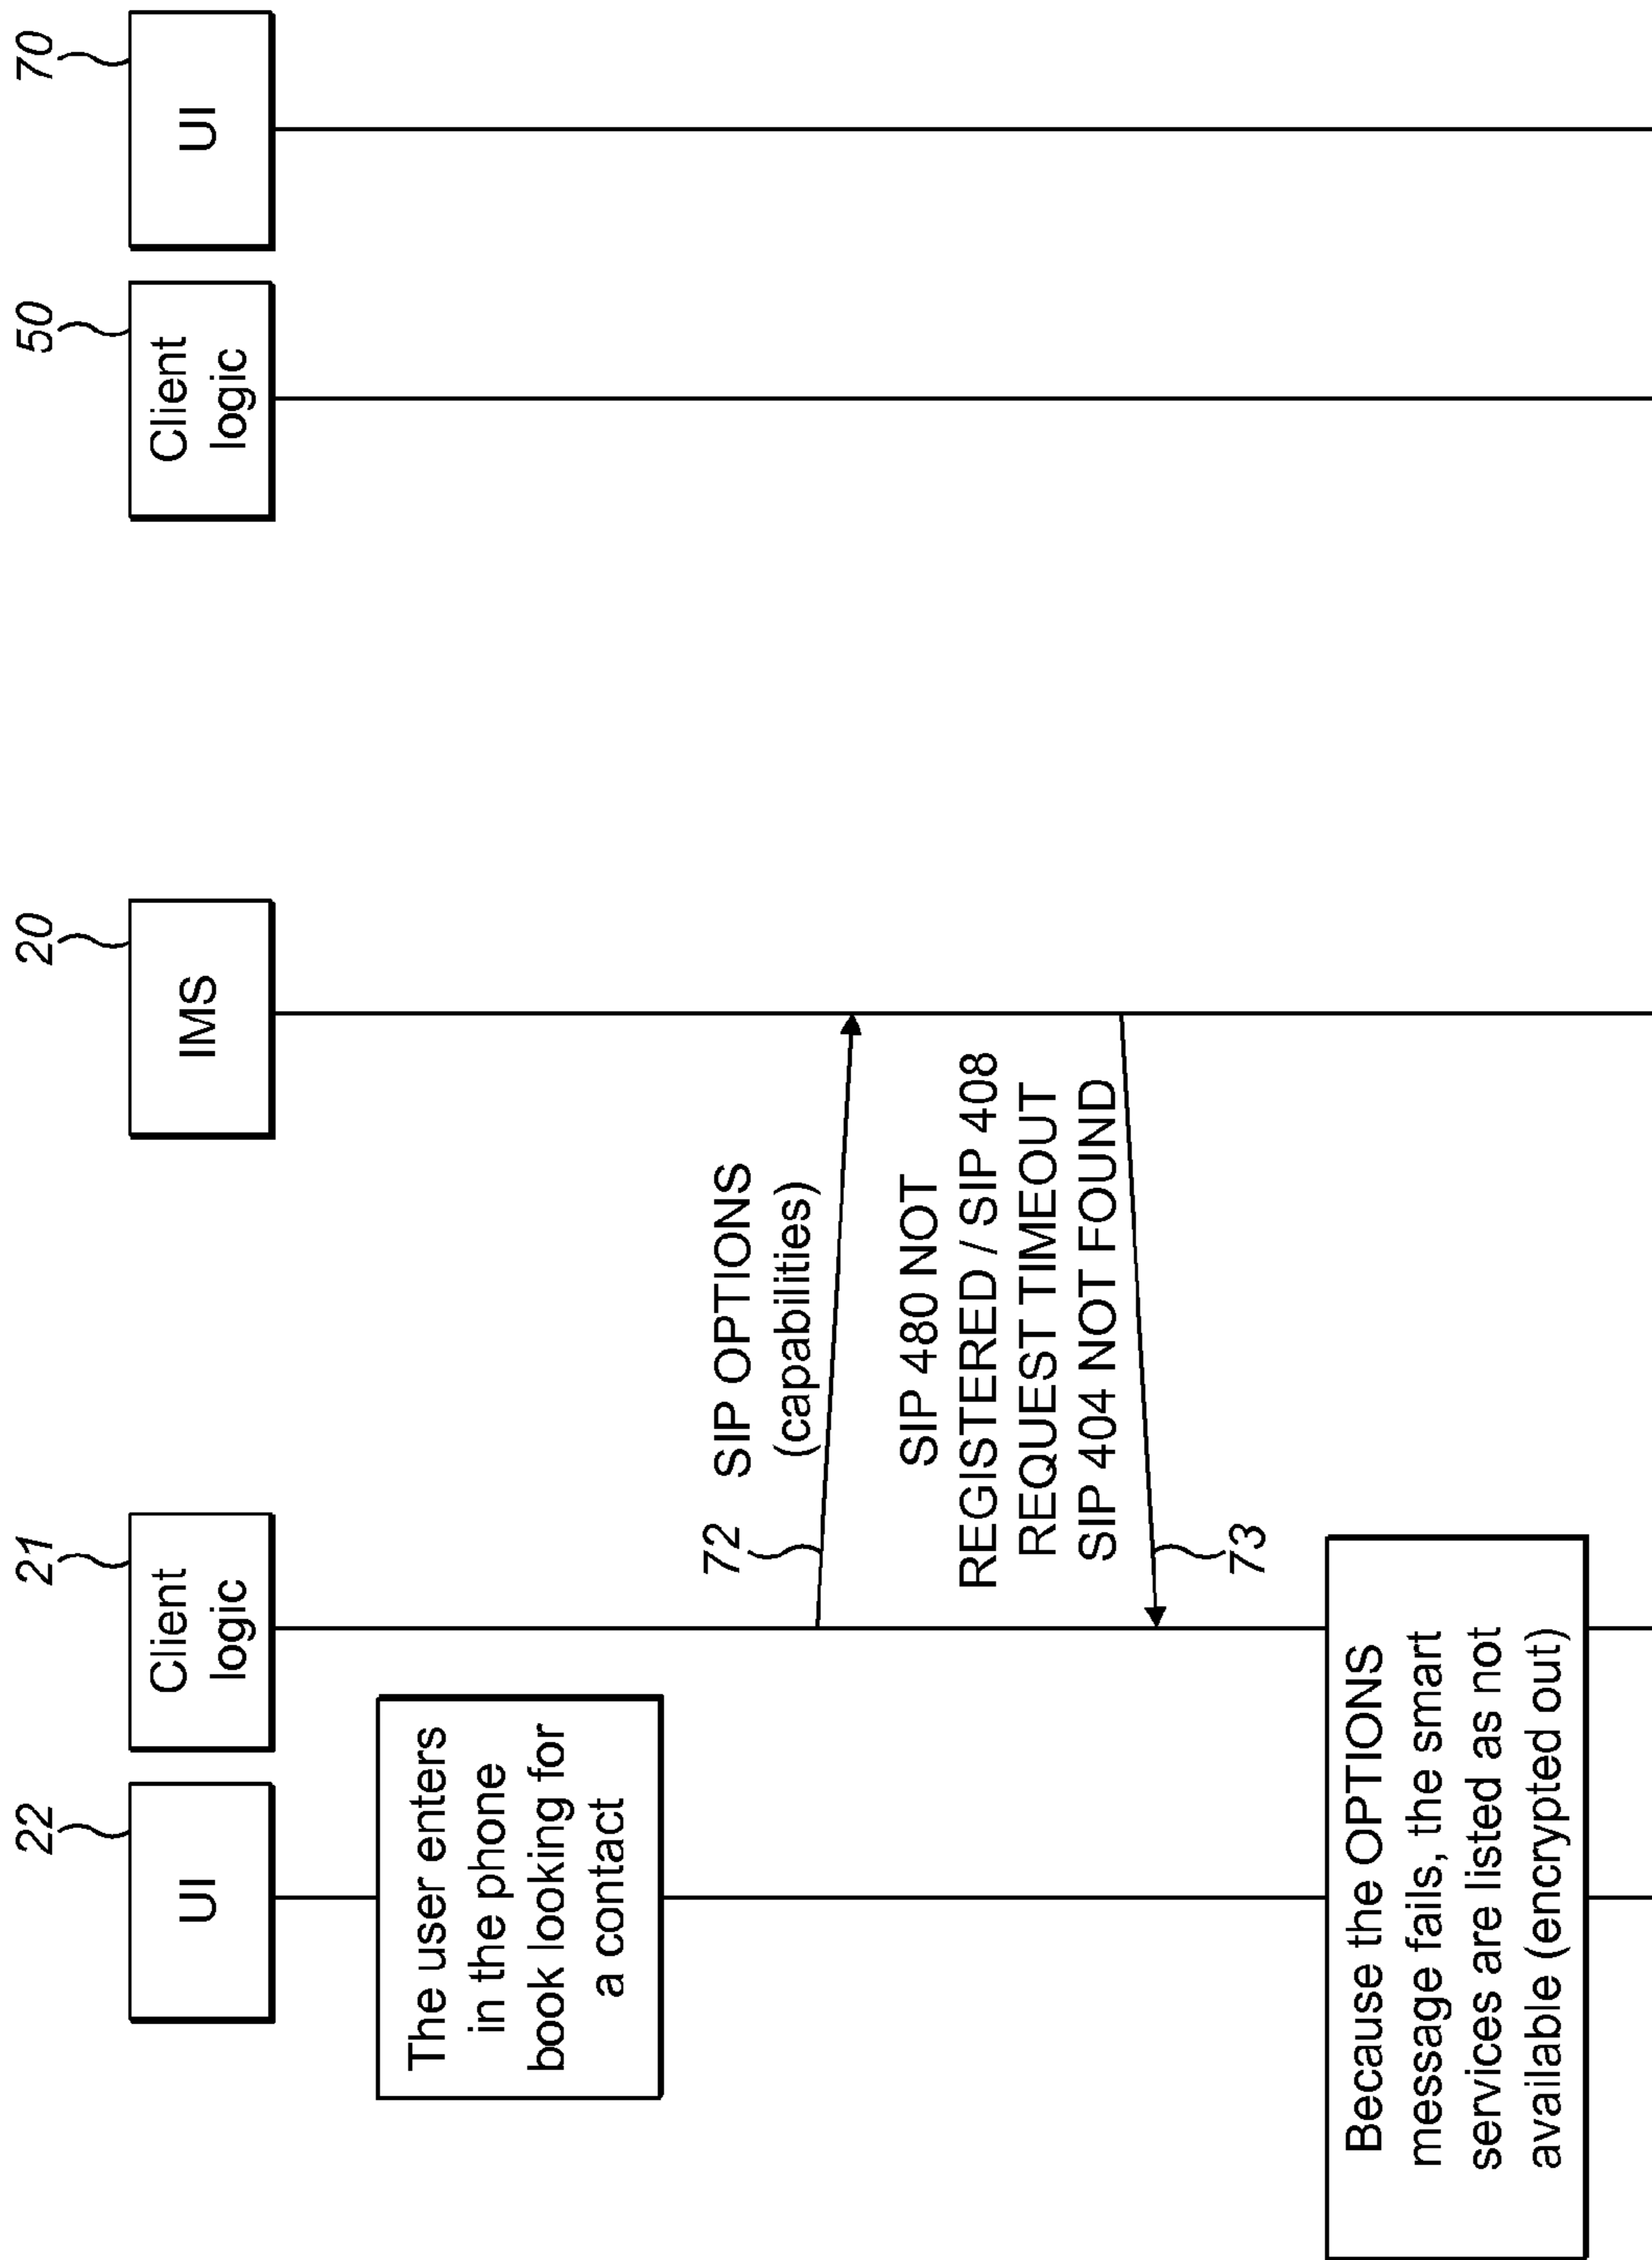 22
21
20
50
70
UI
Client
logic
IMS
Client
logic
UI
The user enters
in the phone
book looking for
a contact
72
SIP OPTIONS
(capabilities)
SIP 480 NOT
REGISTERED / SIP 408
REQUEST TIMEOUT
SIP 404 NOT FOUND
73
Because the OPTIONS
message fails, the smart
services are listed as not
available (encrypted out)